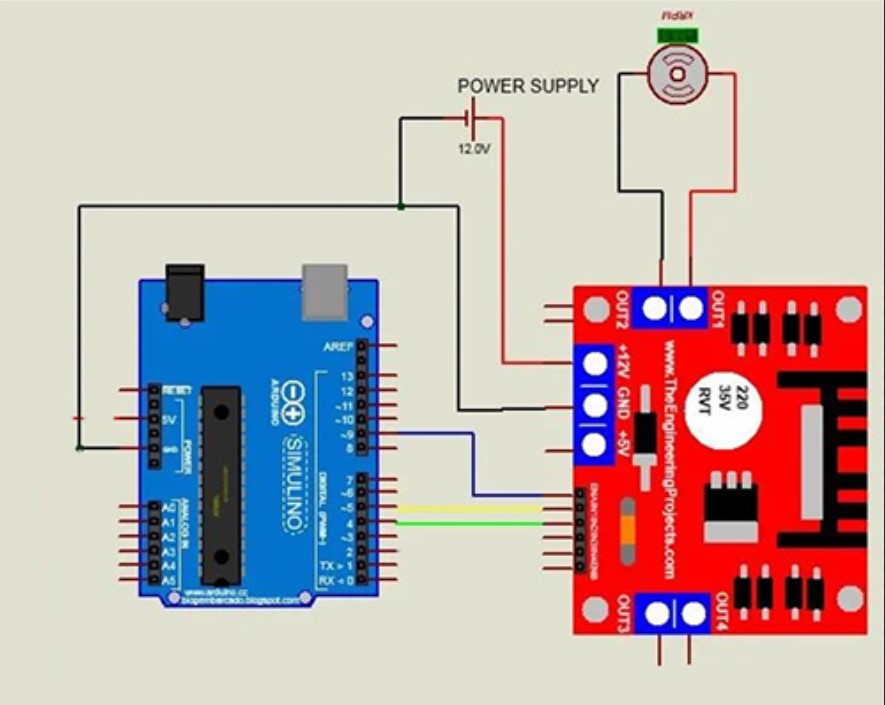 KRPM
POWER SUPPLY
12.0V
OUT2
OUT1
+12V
GND
+5V
www.TheEngineeringProjects.com
220
35V
RVT
OUT3
OUT4
AREF
13
12
~11
~10
~9
8
7
~6
~5
4
~3
2
TX > 1
RX < 0
DIGITAL (PWM~)
ARDUINO
SIMULINO
RESET
5V
GND
POWER
A0
A1
A2
A3
A4
A5
ANALOG IN
www.arduino.cc
blogembarcado.blogspot.com